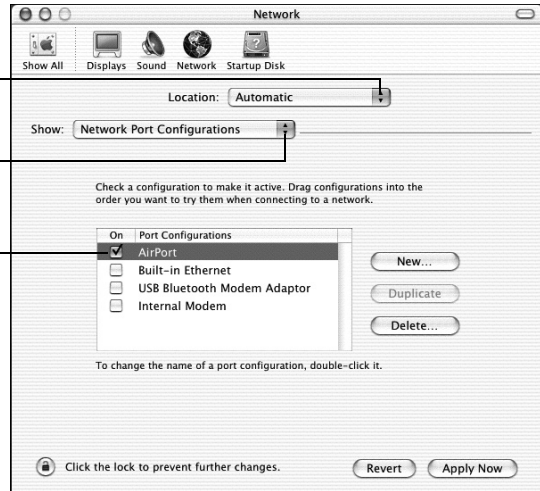 Network
Show All Displays Sound Network Startup Disk
Location: Automatic
Show: Network Port Configurations
Check a configuration to make it active. Drag configurations into the
order you want to try them when connecting to a network.
On Port Configurations
AirPort
Built-in Ethernet
USB Bluetooth Modem Adaptor
Internal Modem
New...
Duplicate
Delete...
To change the name of a port configuration, double-click it.
Click the lock to prevent further changes.
Revert Apply Now